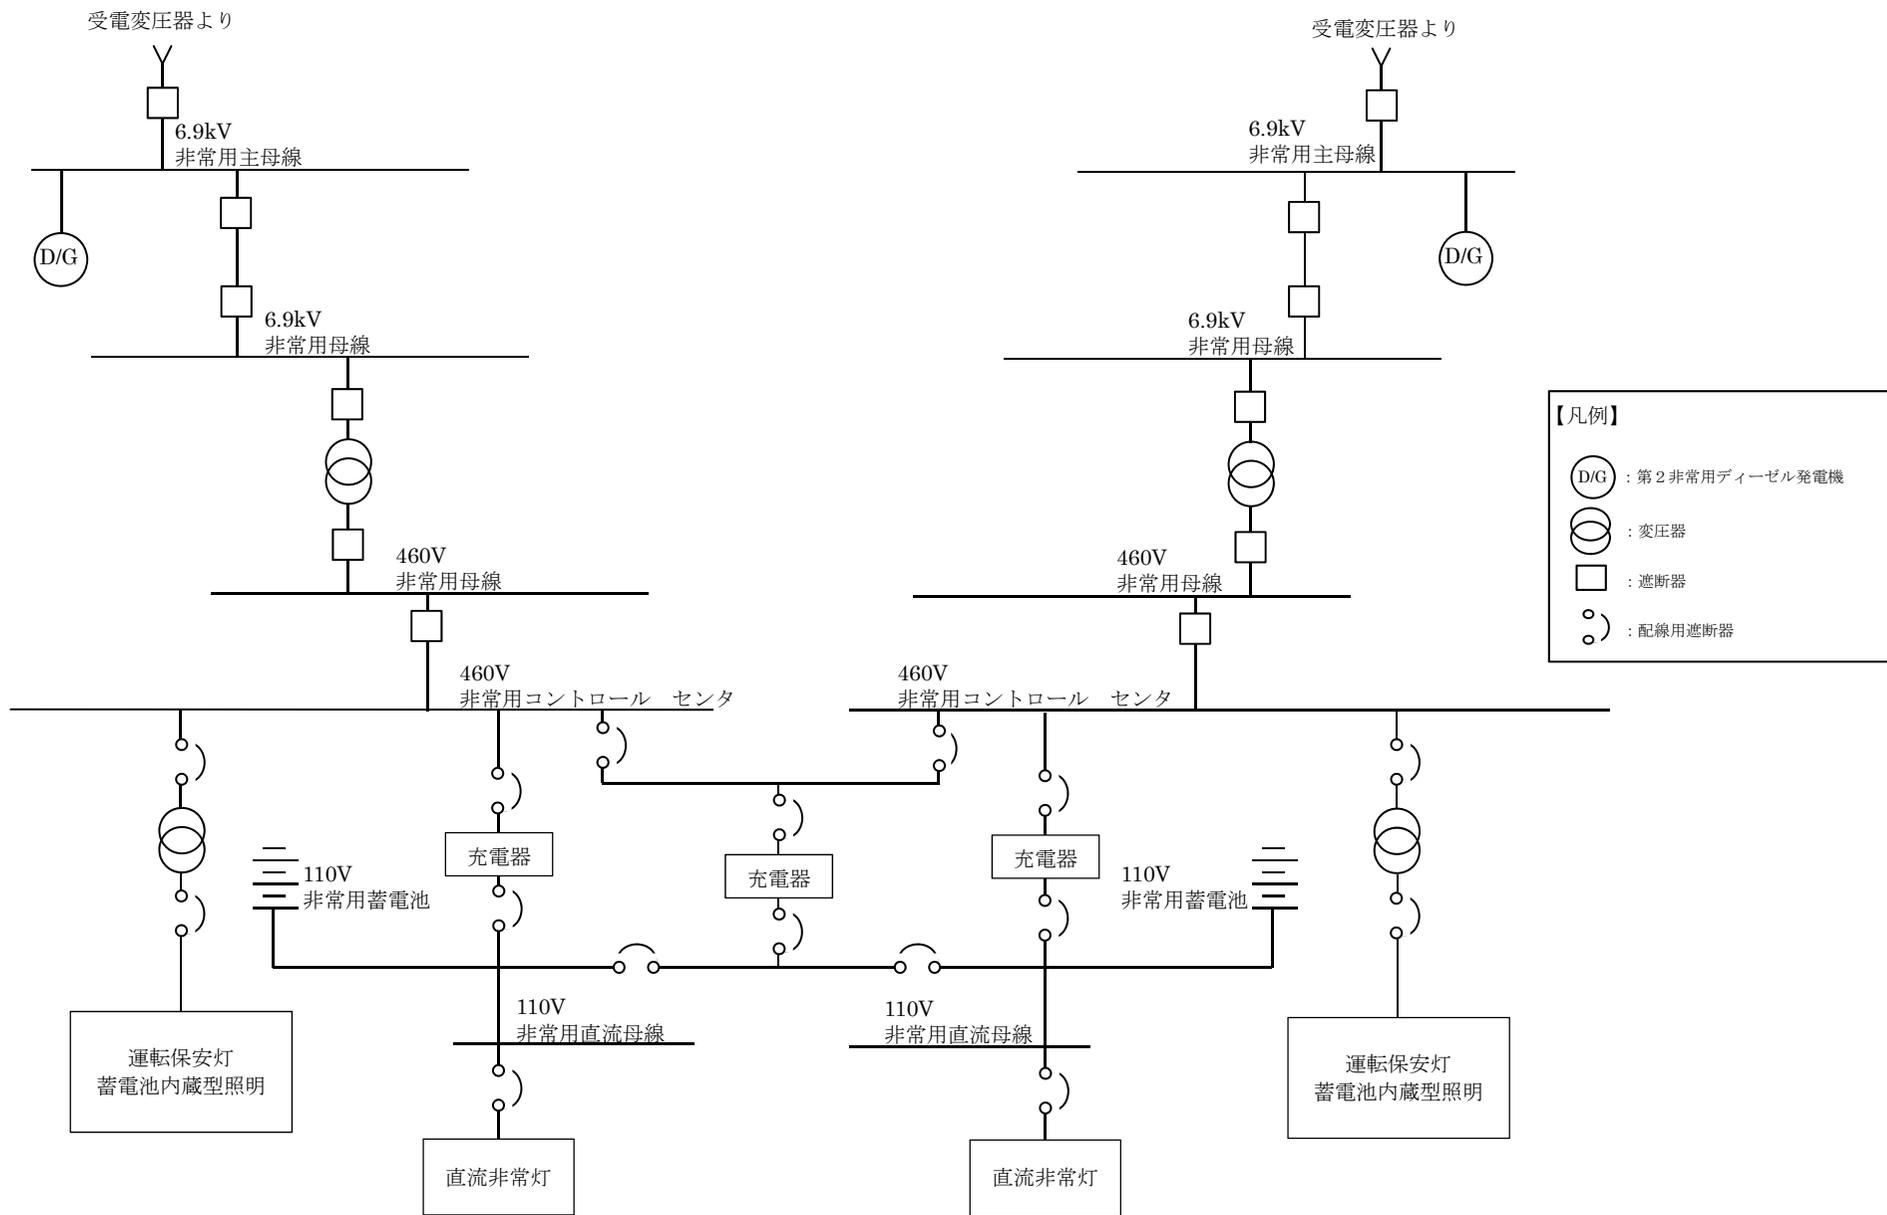 受電変圧器より
受電変圧器より
6.9kV
非常用主母線
6.9kV
非常用主母線
D/G
D/G
6.9kV
非常用母線
6.9kV
非常用母線
【凡例】
D/G
：第２非常用ディーゼル発電機
：変圧器
：遮断器
：配線用遮断器
460V
非常用母線
460V
非常用母線
460V
非常用コントロール　センタ
460V
非常用コントロール　センタ
充電器
充電器
充電器
110V
非常用蓄電池
110V
非常用蓄電池
110V
非常用直流母線
110V
非常用直流母線
運転保安灯
蓄電池内蔵型照明
運転保安灯
蓄電池内蔵型照明
直流非常灯
直流非常灯